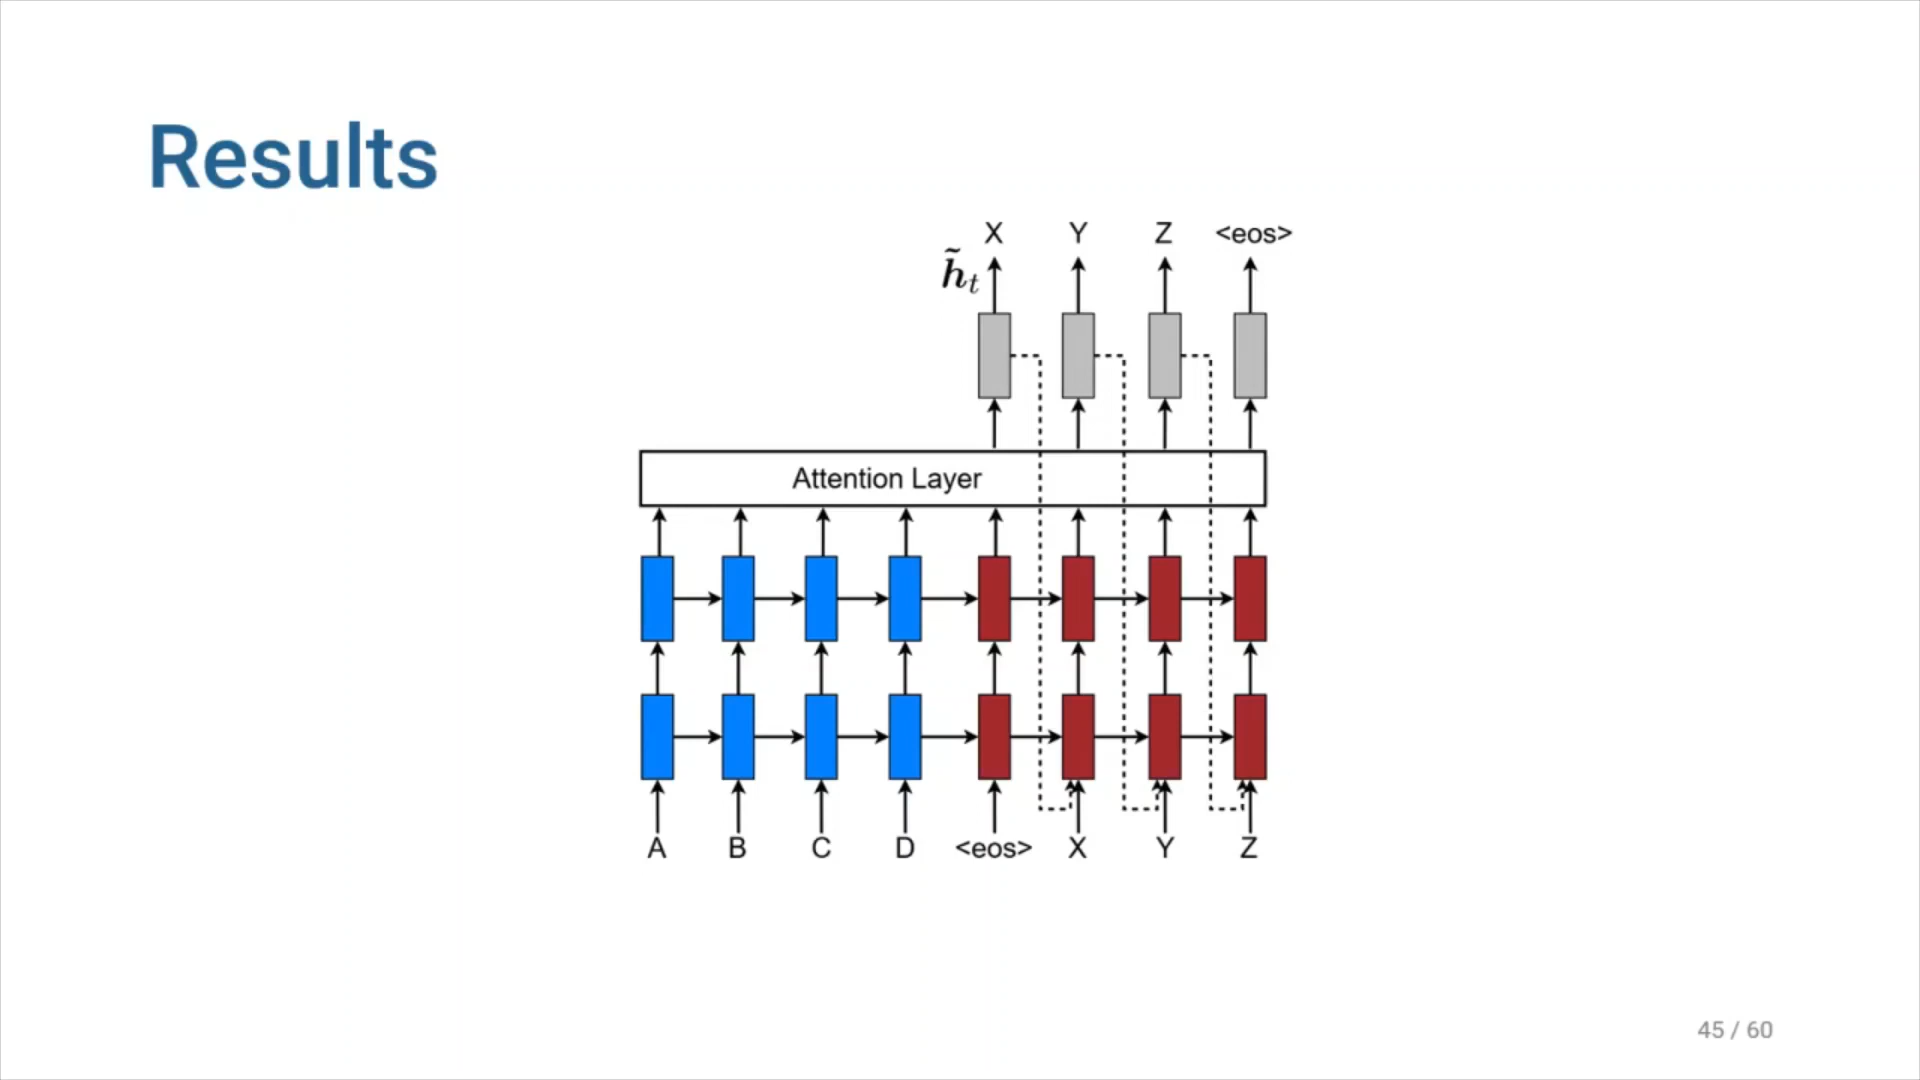 Results
X Y Z <eos>
h̃t
Attention Layer
A B C D <eos> X Y Z
45 / 60